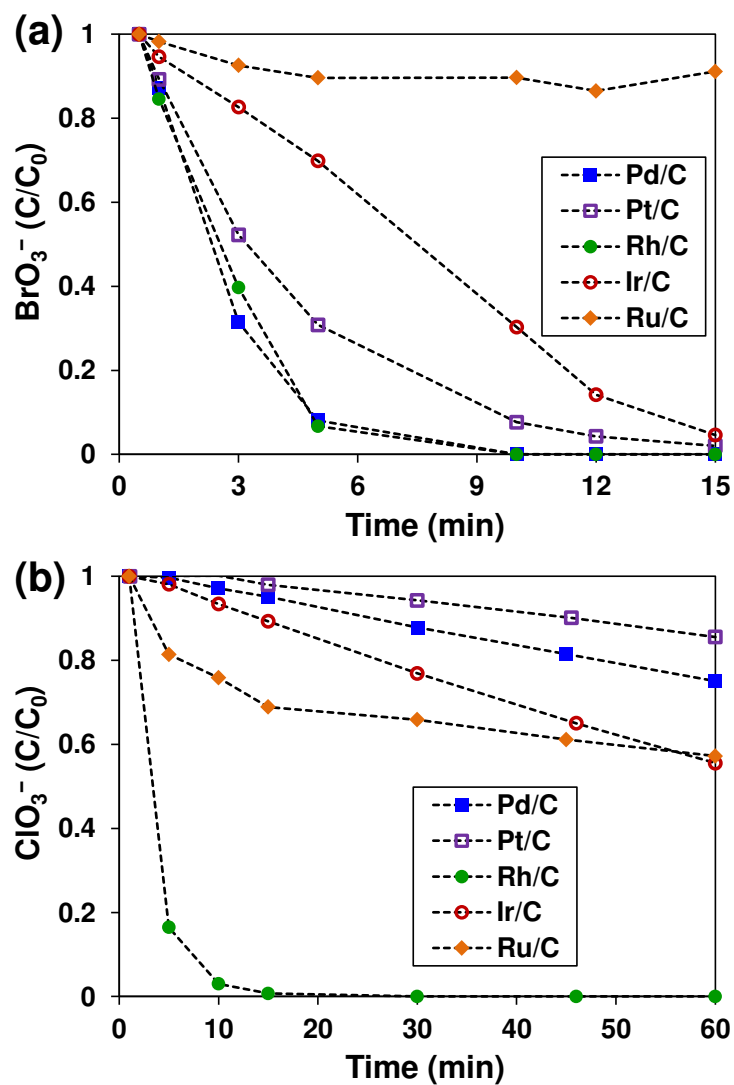 (a)
BrO₃⁻ (C/C₀)
1
0.8
0.6
0.4
0.2
0
0 3 6 9 12 15
Time (min)
Pd/C
Pt/C
Rh/C
Ir/C
Ru/C
(b)
ClO₃⁻ (C/C₀)
1
0.8
0.6
0.4
0.2
0
0 10 20 30 40 50 60
Time (min)
Pd/C
Pt/C
Rh/C
Ir/C
Ru/C